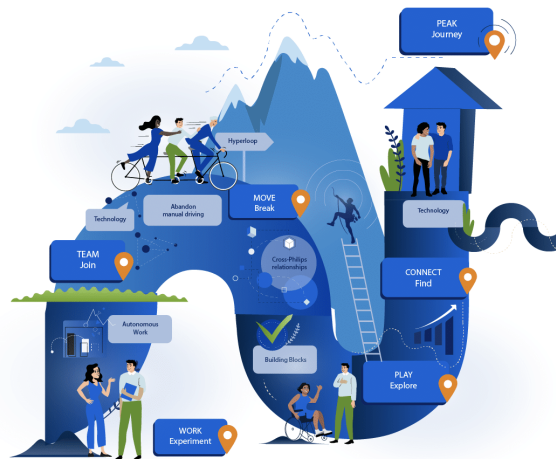 PEAK
Journey
Hyperloop
MOVE
Break
Abandon
manual driving
Technology
Technology
TEAM
Join
Cross-Philips
relationships
CONNECT
Find
Autonomous
Work
Building Blocks
PLAY
Explore
WORK
Experiment